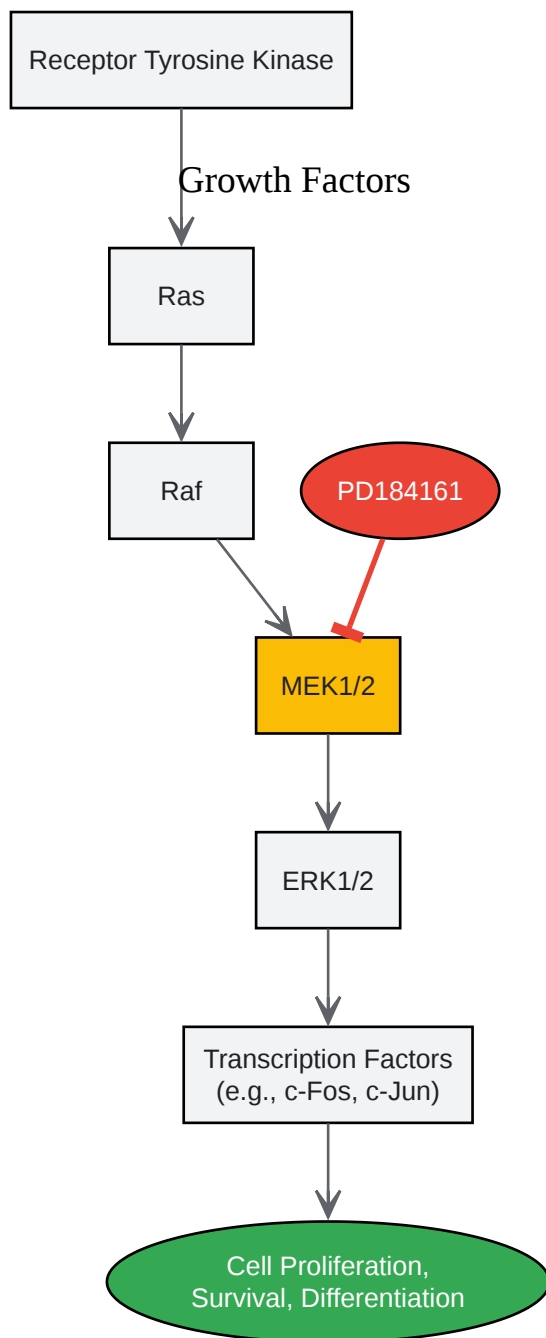 Receptor Tyrosine Kinase
Growth Factors
Ras
Raf
PD184161
MEK1/2
ERK1/2
Transcription Factors
(e.g., c-Fos, c-Jun)
Cell Proliferation,
Survival, Differentiation